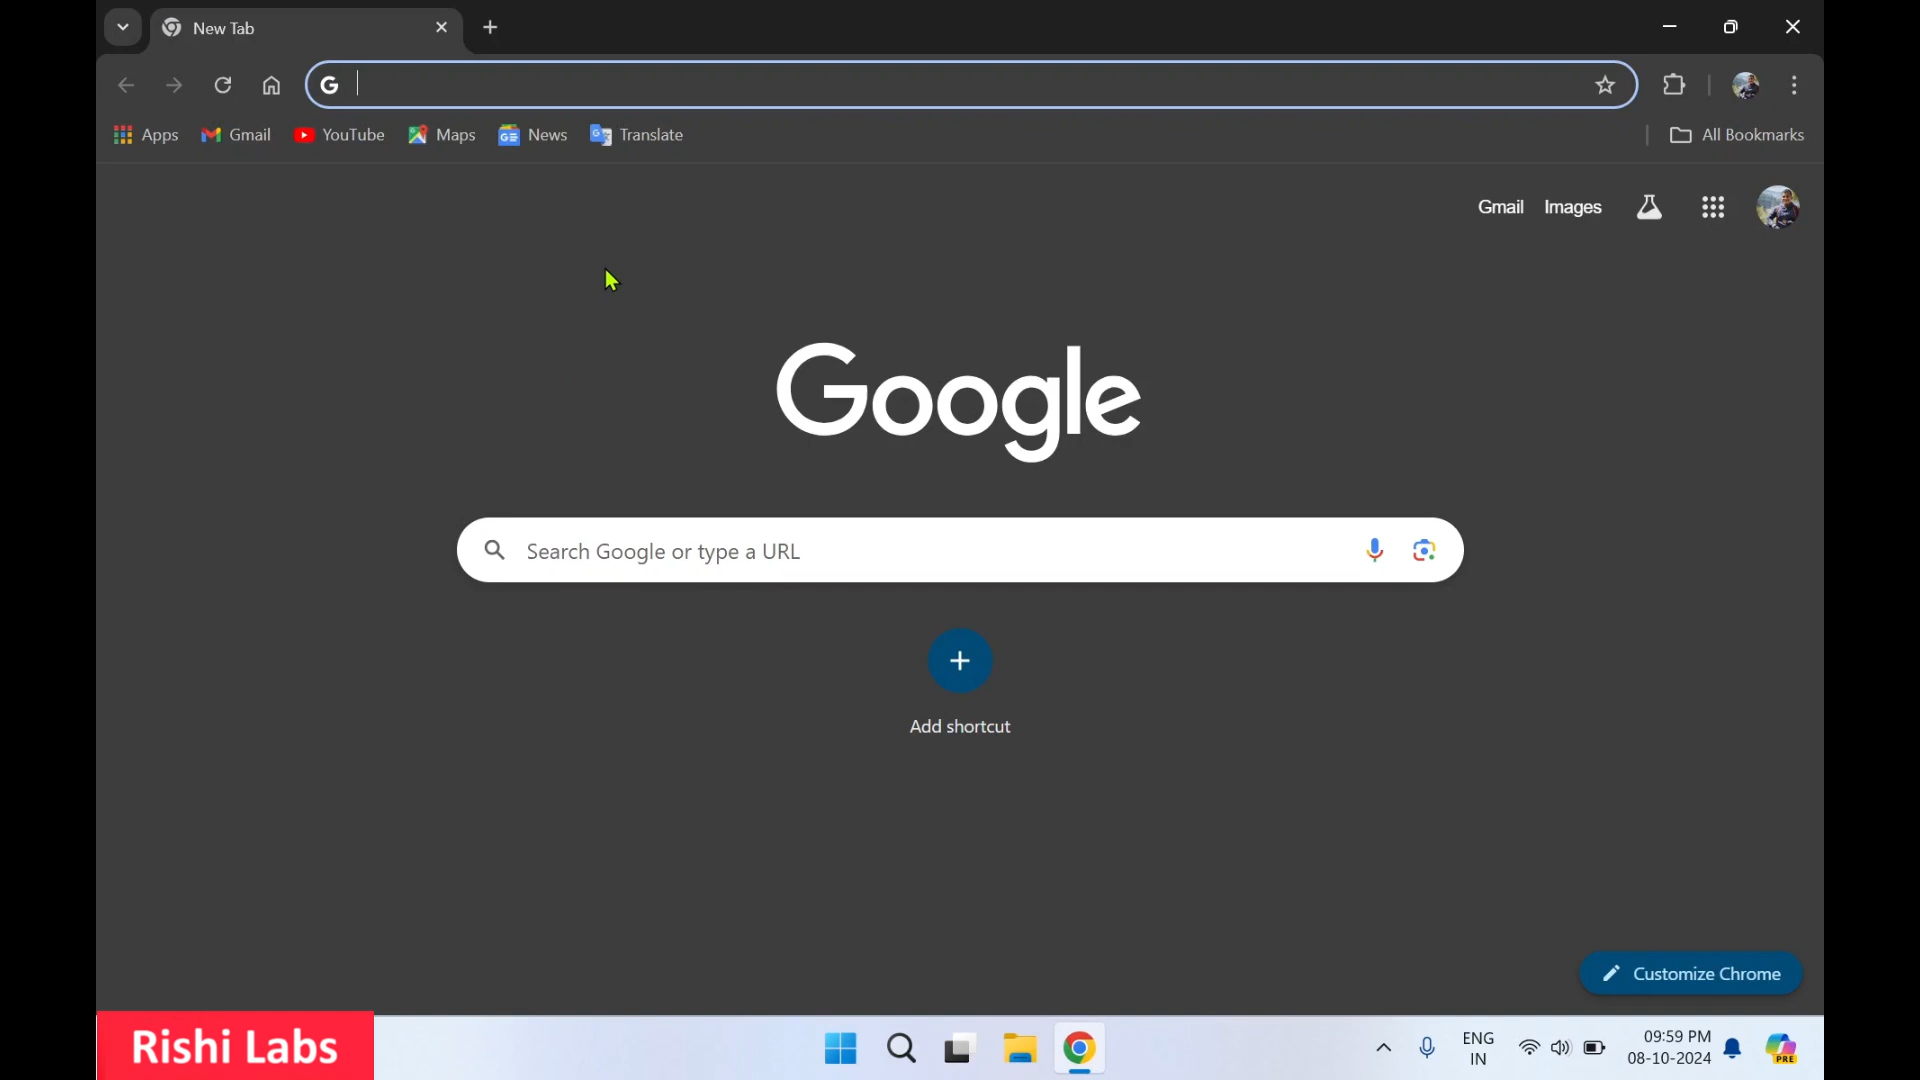 New Tab
Apps Gmail YouTube Maps News Translate All Bookmarks
Gmail Images
Google
Search Google or type a URL
Add shortcut
Customize Chrome
Rishi Labs
ENG
IN
09:59 PM
08-10-2024
PRE